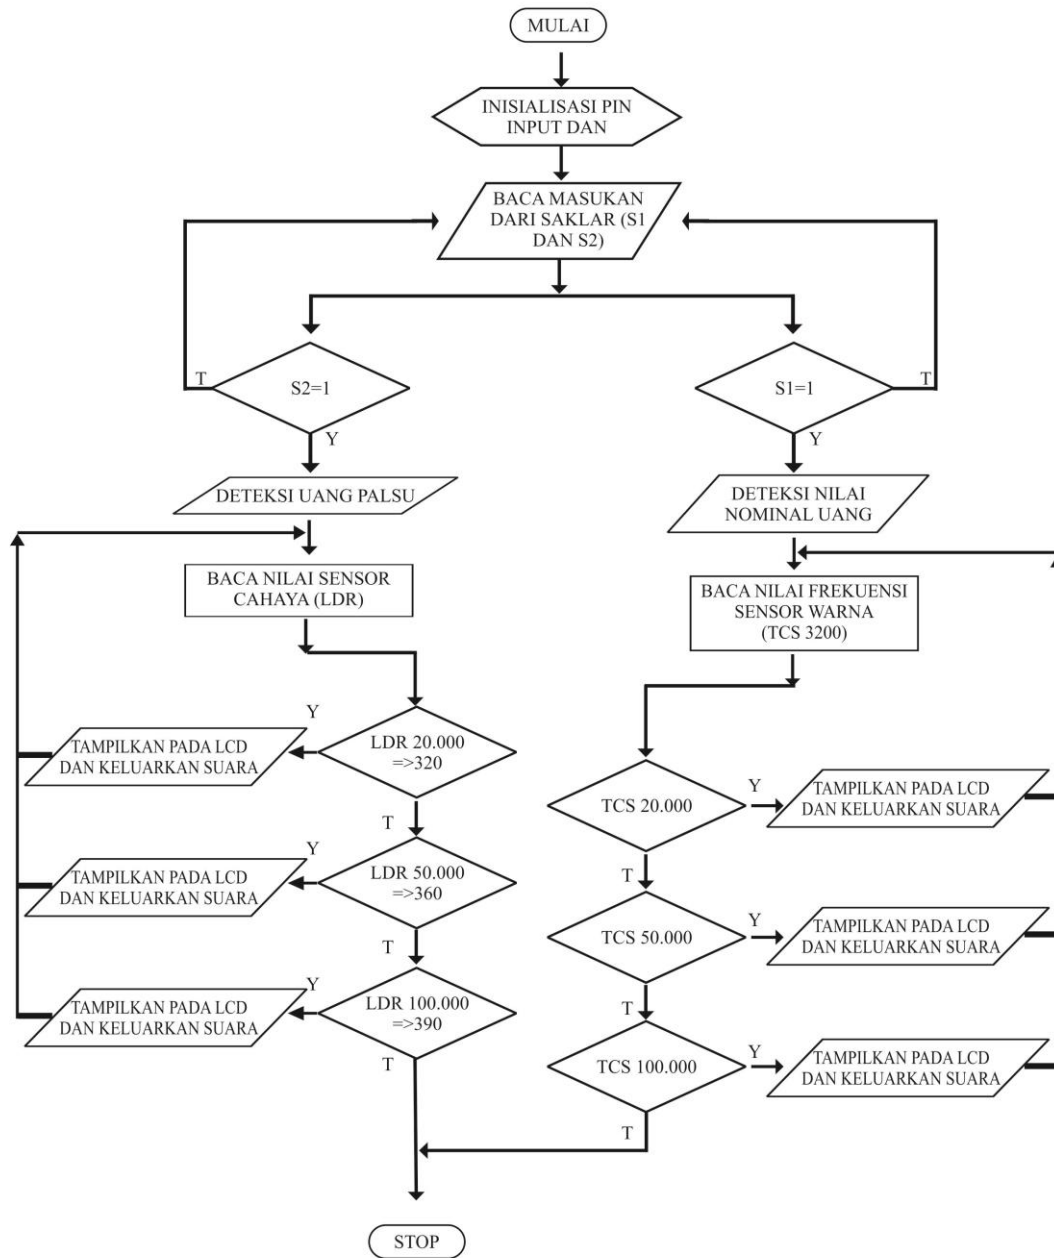 MULAI
INISIALISASI PIN
INPUT DAN
BACA MASUKAN
DARI SAKLAR (S1
DAN S2)
T
S2=1
Y
S1=1
T
Y
DETEKSI UANG PALSU
DETEKSI NILAI
NOMINAL UANG
BACA NILAI SENSOR
CAHAYA (LDR)
BACA NILAI FREKUENSI
SENSOR WARNA
(TCS 3200)
Y
TAMPILKAN PADA LCD
DAN KELUARKAN SUARA
LDR 20.000
=>320
T
Y
TAMPILKAN PADA LCD
DAN KELUARKAN SUARA
LDR 50.000
=>360
T
Y
TAMPILKAN PADA LCD
DAN KELUARKAN SUARA
LDR 100.000
=>390
T
TCS 20.000
Y
TAMPILKAN PADA LCD
DAN KELUARKAN SUARA
T
TCS 50.000
Y
TAMPILKAN PADA LCD
DAN KELUARKAN SUARA
T
TCS 100.000
Y
TAMPILKAN PADA LCD
DAN KELUARKAN SUARA
T
STOP